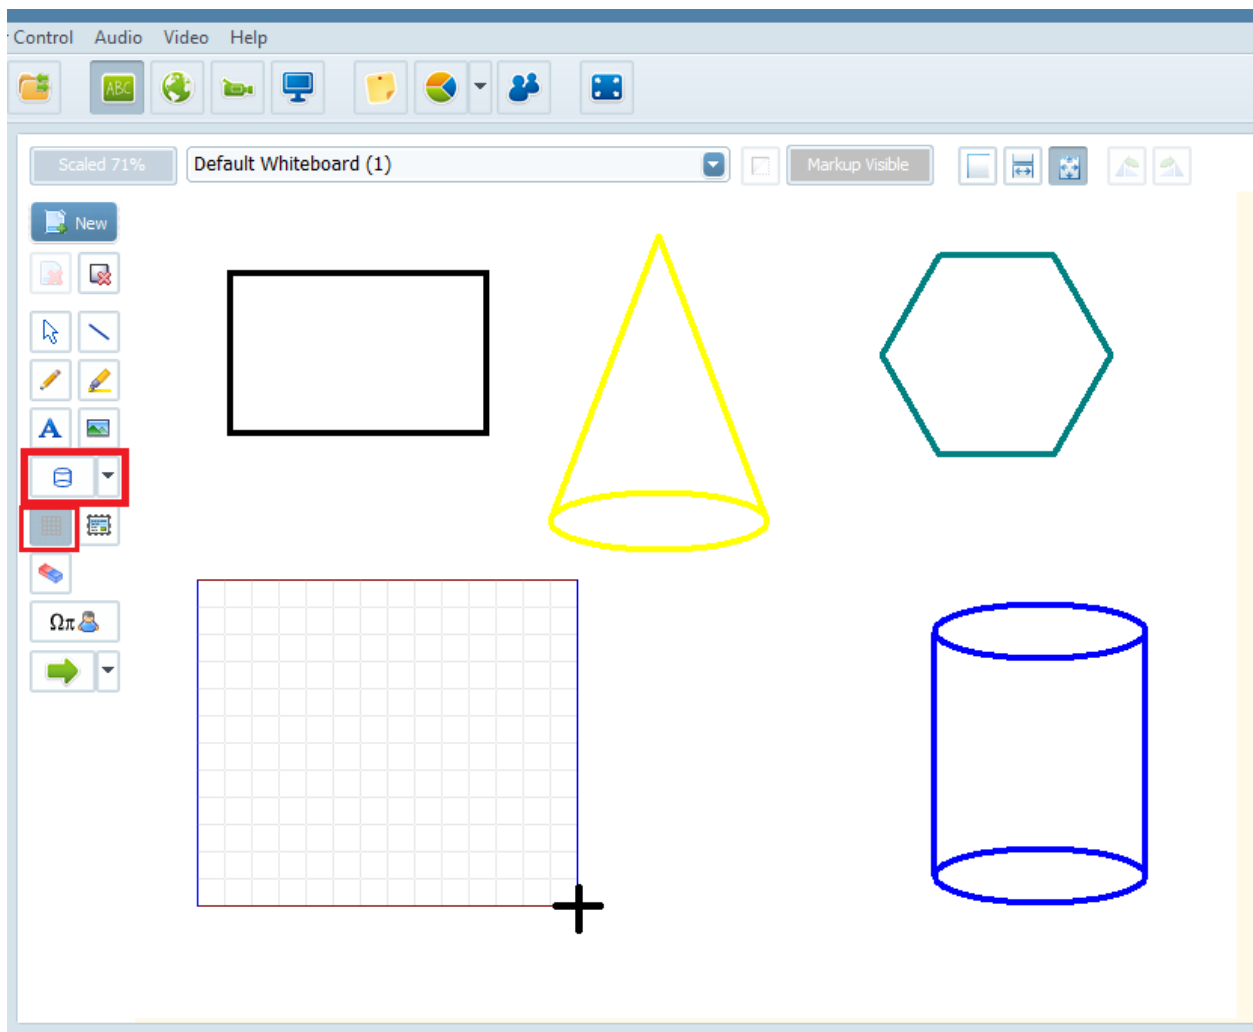 Control Audio Video Help
ABC
Scaled 71% Default Whiteboard (1) Markup Visible
New
A
Ωπ